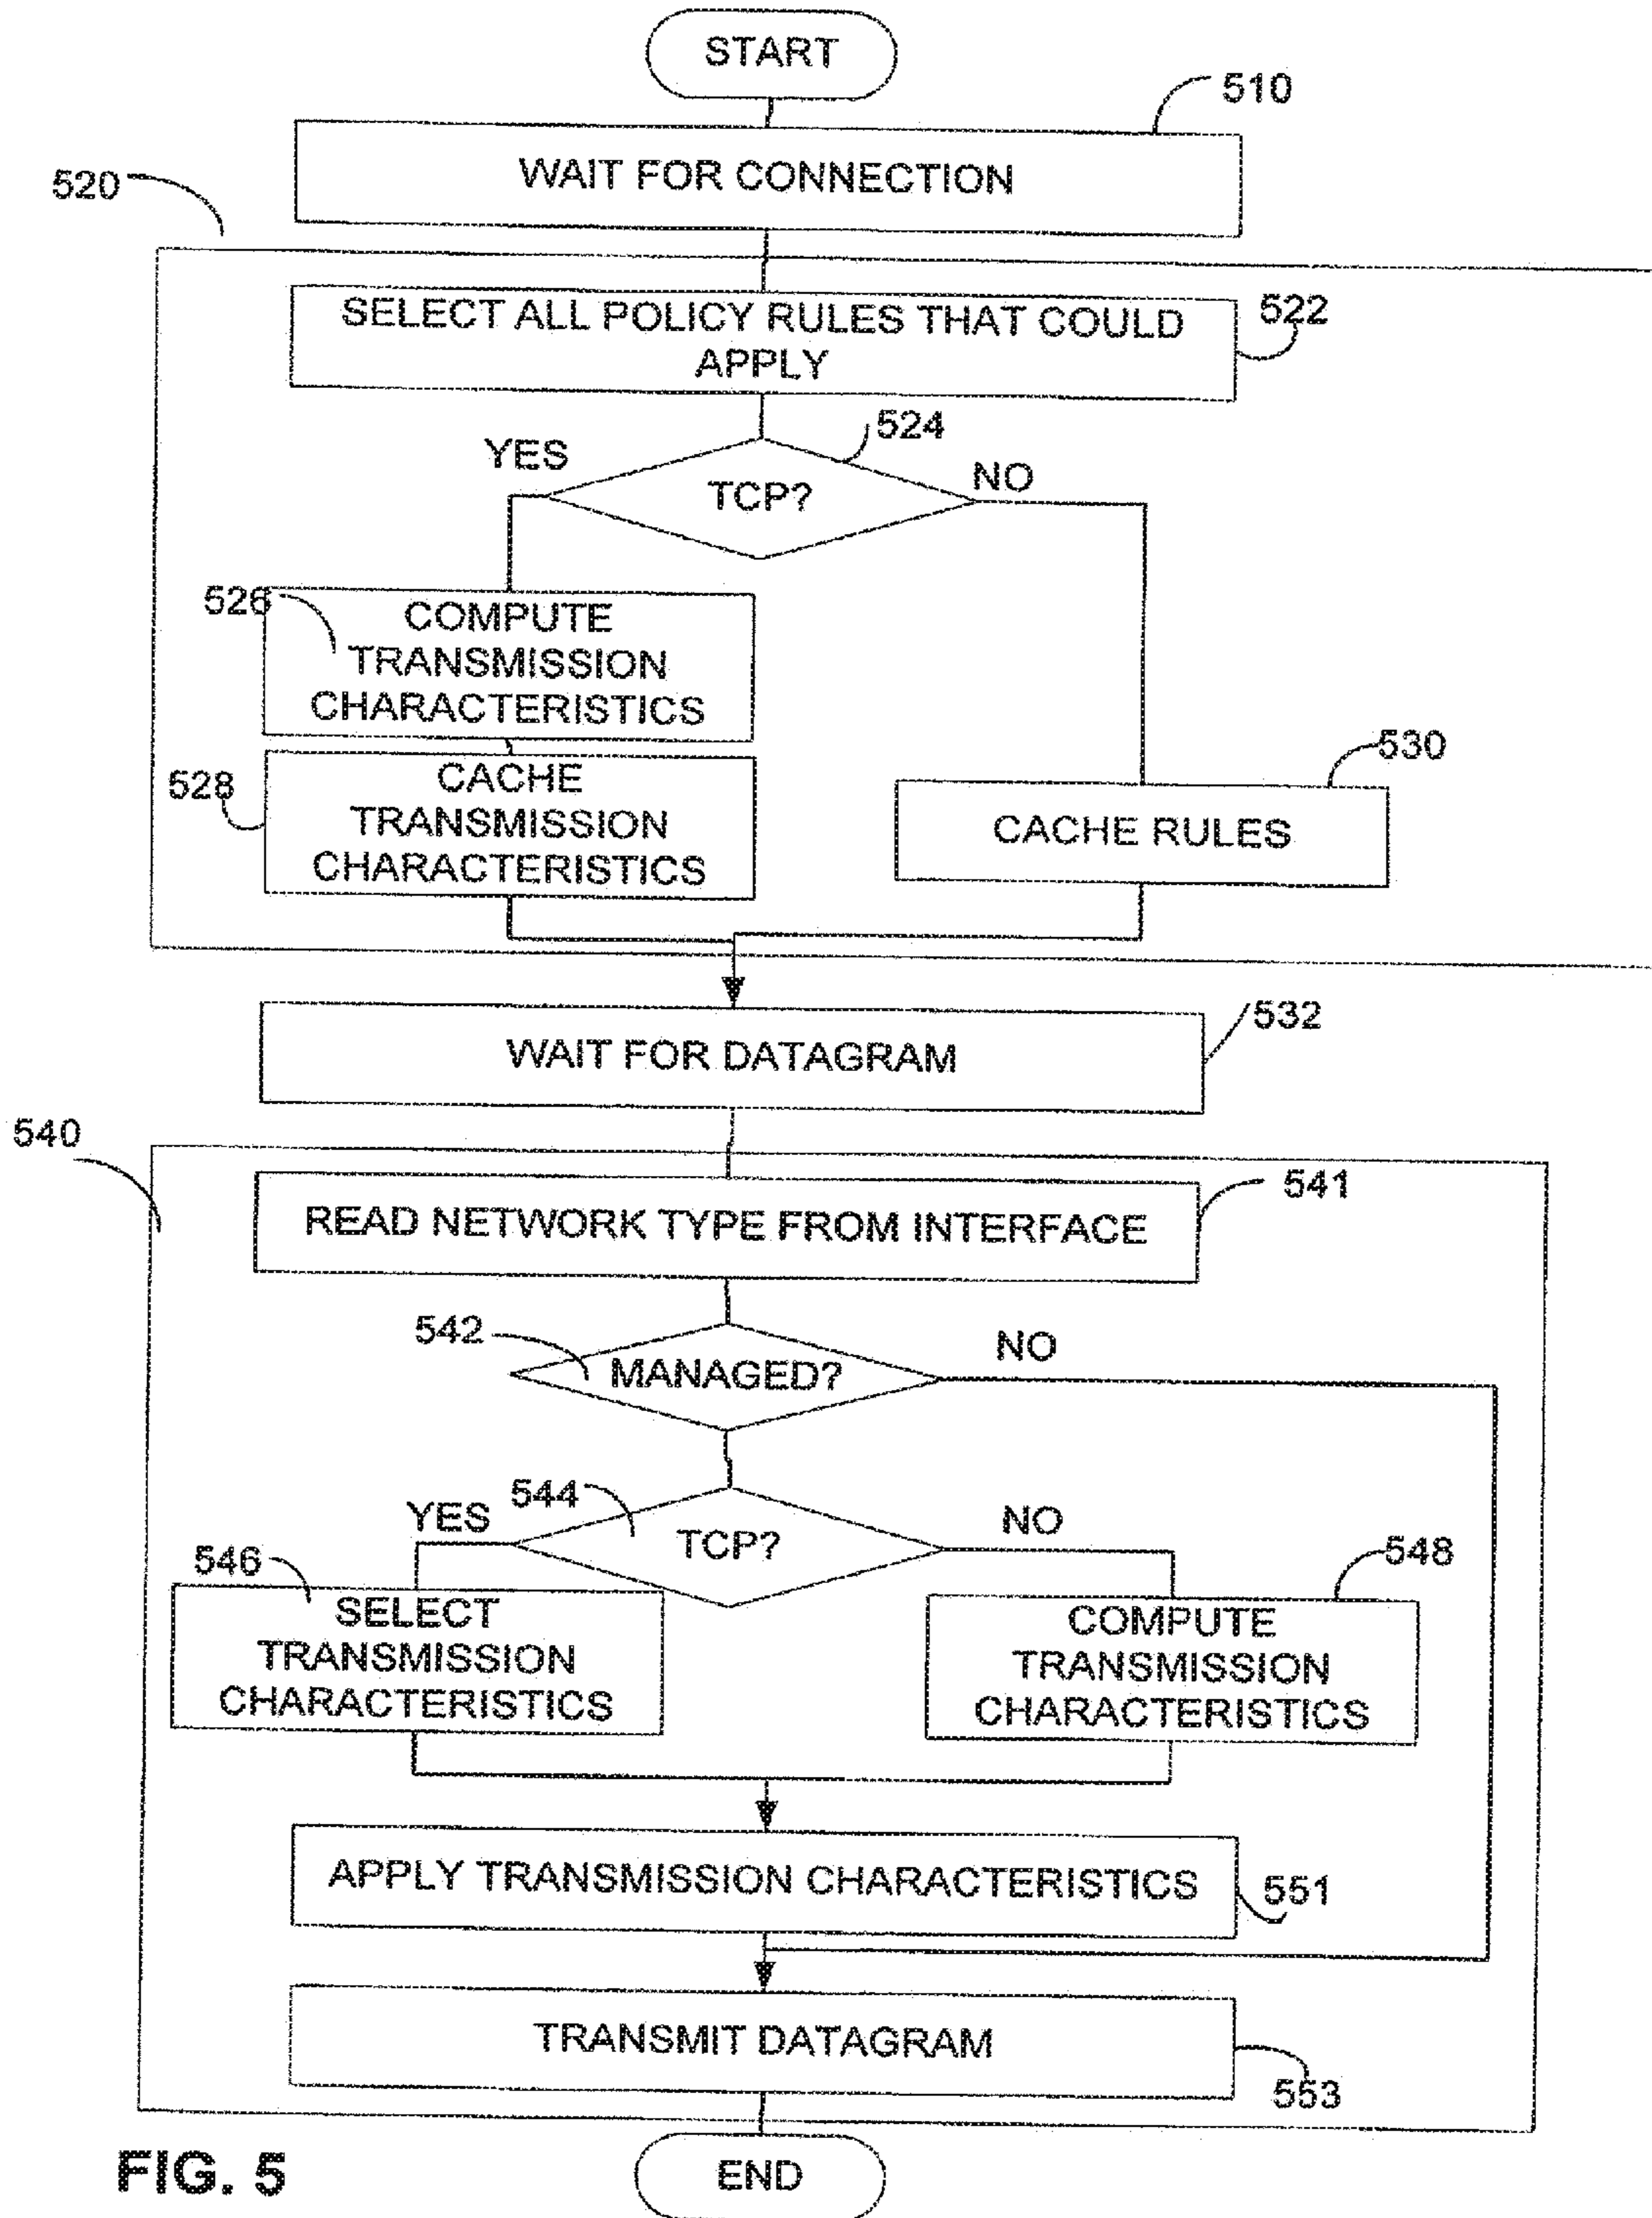 START
510
WAIT FOR CONNECTION
520
SELECT ALL POLICY RULES THAT COULD
APPLY
522
524
YES
NO
TCP?
526
COMPUTE
TRANSMISSION
CHARACTERISTICS
528
CACHE
TRANSMISSION
CHARACTERISTICS
530
CACHE RULES
532
WAIT FOR DATAGRAM
540
541
READ NETWORK TYPE FROM INTERFACE
542
MANAGED?
NO
544
YES
TCP?
NO
546
SELECT
TRANSMISSION
CHARACTERISTICS
548
COMPUTE
TRANSMISSION
CHARACTERISTICS
APPLY TRANSMISSION CHARACTERISTICS
551
TRANSMIT DATAGRAM
553
FIG. 5
END